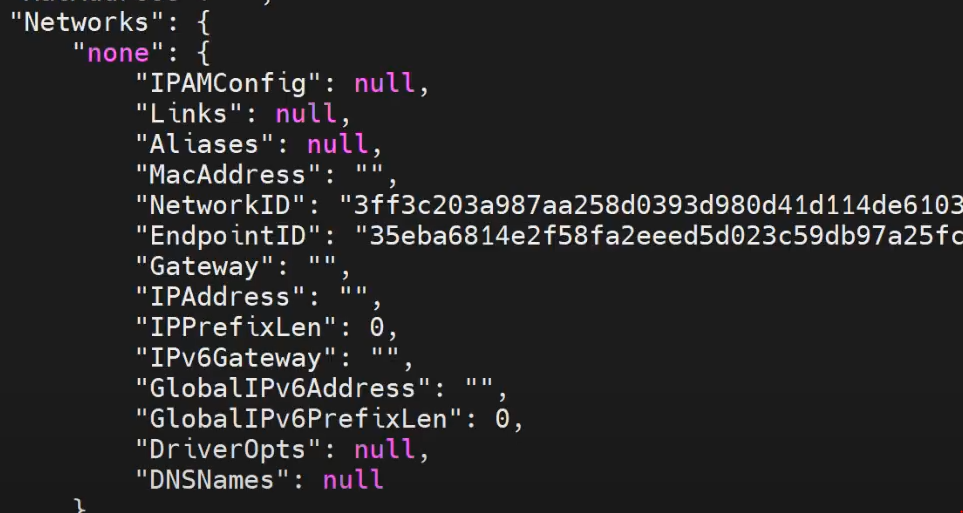 "Networks": {
"none": {
"IPAMConfig": null,
"Links": null,
"Aliases": null,
"MacAddress": "",
"NetworkID": "3ff3c203a987aa258d0393d980d41d114de6103
"EndpointID": "35eba6814e2f58fa2eeed5d023c59db97a25fc
"Gateway": "",
"IPAddress": "",
"IPPrefixLen": 0,
"IPv6Gateway": "",
"GlobalIPv6Address": "",
"GlobalIPv6PrefixLen": 0,
"DriverOpts": null,
"DNSNames": null
}